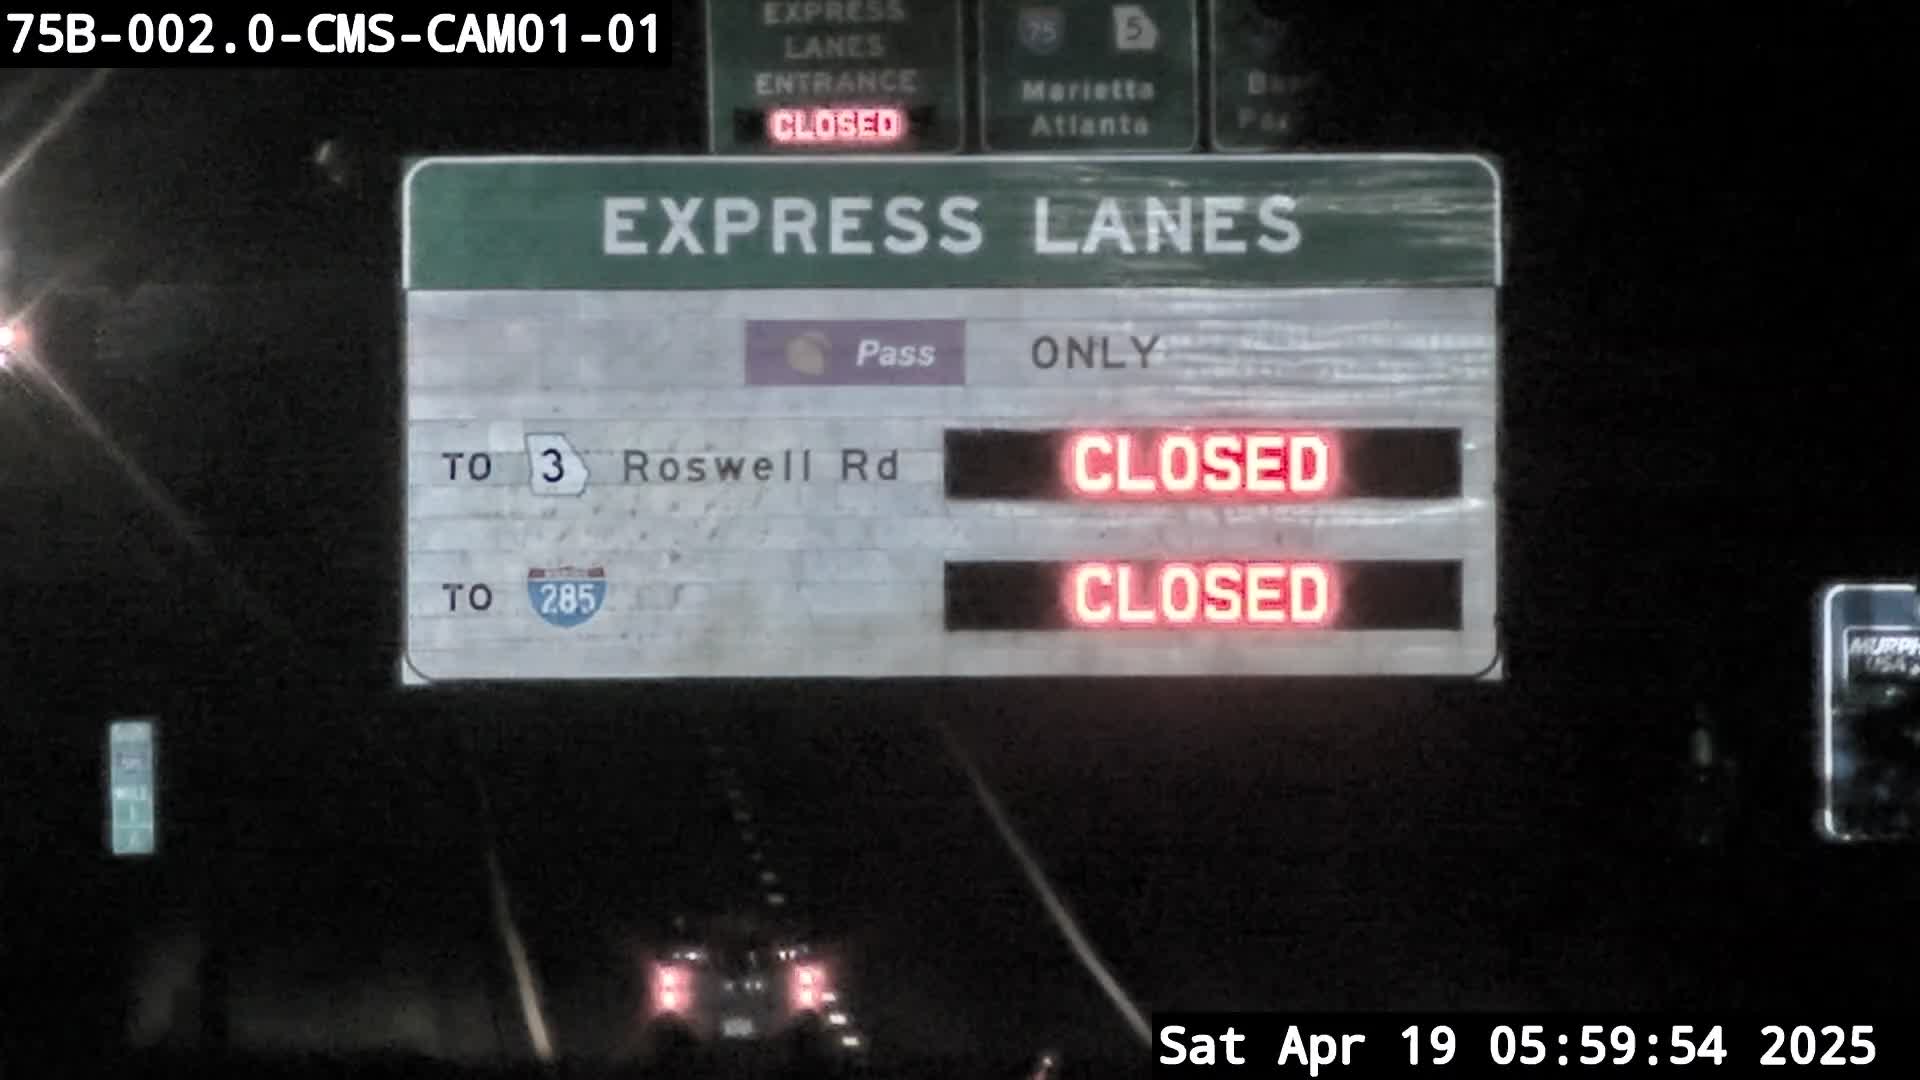 75B-002.0-CMS-CAM01-01
EXPRESS
LANES
ENTRANCE
CLOSED
75 5
Marietta
Atlanta
EXPRESS LANES
Pass ONLY
TO 3 Roswell Rd CLOSED
TO 285 CLOSED
MILE
Sat Apr 19 05:59:54 2025